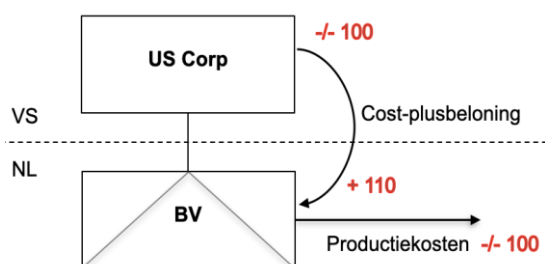 -/- 100
US Corp
VS
Cost-plusbeloning
NL
+ 110
BV
Productiekosten -/- 100